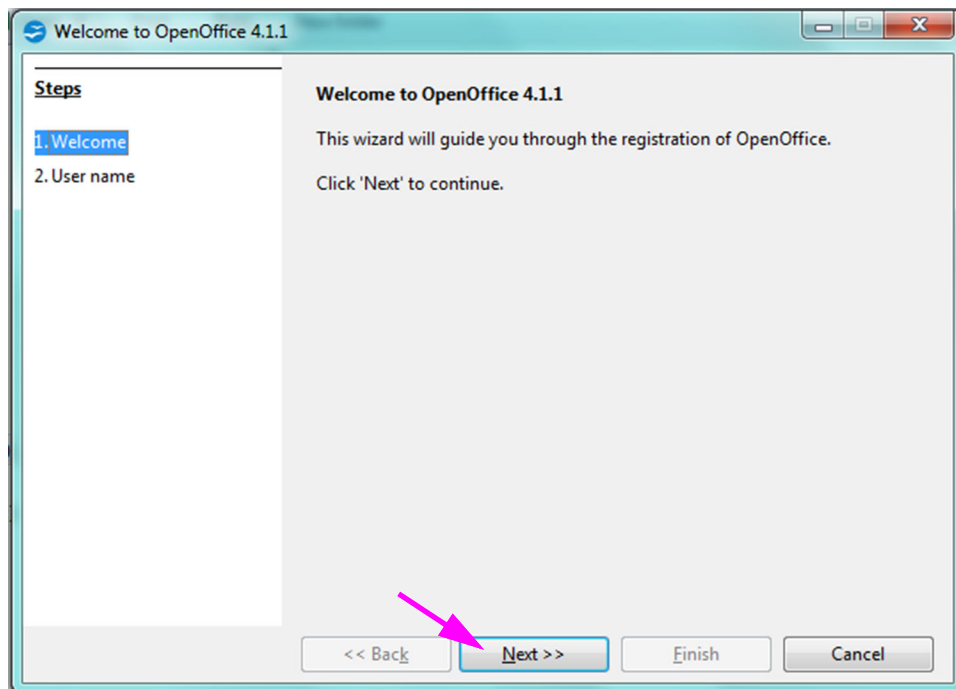 Welcome to OpenOffice 4.1.1
Steps
1. Welcome
2. User name
Welcome to OpenOffice 4.1.1
This wizard will guide you through the registration of OpenOffice.
Click 'Next' to continue.
<< Back
Next >>
Finish
Cancel